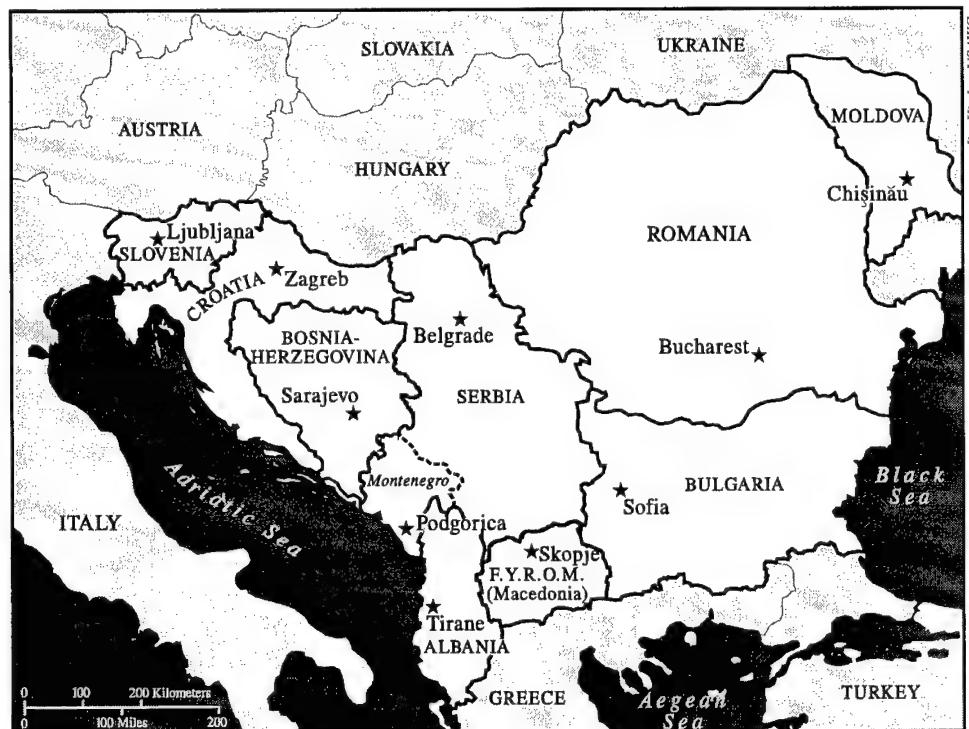 SLOVAKIA
UKRAINE
AUSTRIA
MOLDOVA
HUNGARY
Chişinău
Ljubljana
SLOVENIA
ROMANIA
CROATIA
Zagreb
BOSNIA-
HERZEGOVINA
Belgrade
Bucharest
Sarajevo
SERBIA
Montenegro
Adriatic Sea
BULGARIA
Black
Sea
Sofia
ITALY
Podgorica
Skopje
F.Y.R.O.M.
(Macedonia)
Tirane
ALBANIA
GREECE
Aegean
Sea
TURKEY
0 100 200 Kilometers
0 100 Miles 200